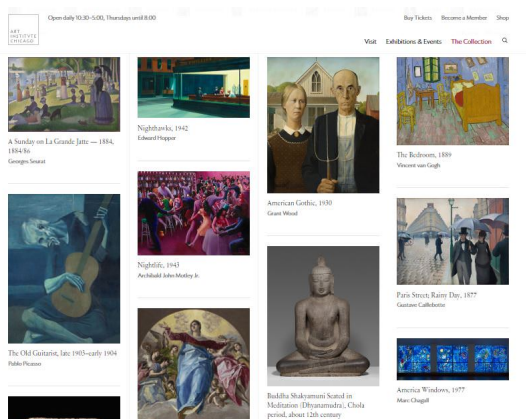 Open daily 10:30–5:00, Thursdays until 8:00
Buy Tickets Become a Member Shop
ART
INSTITVTE
CHICAGO
Visit Exhibitions & Events The Collection
A Sunday on La Grande Jatte — 1884,
1884/86
Georges Seurat
The Old Guitarist, late 1903–early 1904
Pablo Picasso
Nighthawks, 1942
Edward Hopper
Nightlife, 1943
Archibald John Motley Jr.
American Gothic, 1930
Grant Wood
Buddha Shakyamuni Seated in
Meditation (Dhyanamudra), Chola
period, about 12th century
The Bedroom, 1889
Vincent van Gogh
Paris Street; Rainy Day, 1877
Gustave Caillebotte
America Windows, 1977
Marc Chagall